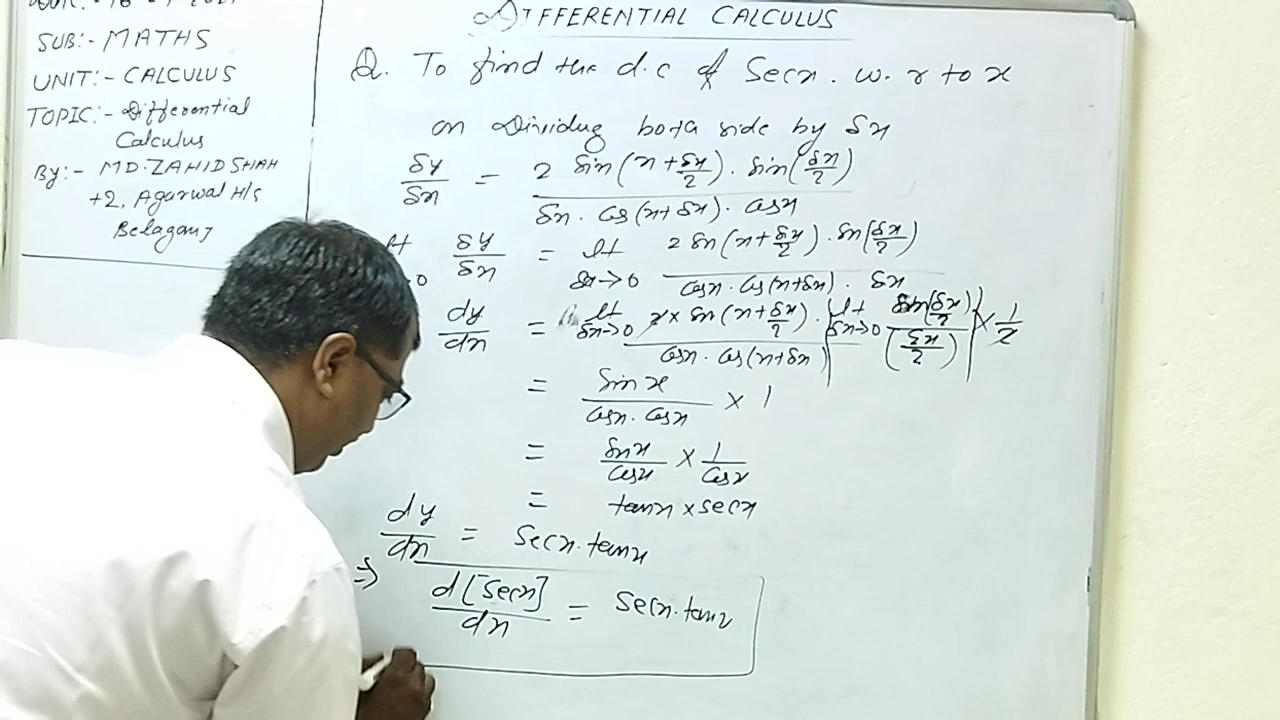 SUB:- MATHS
UNIT:- CALCULUS
TOPIC:- Differential
Calculus
By:- MD. ZAHID SHAH
+2, Agarwal H/s
Belaganj
DIFFERENTIAL CALCULUS
Q. To find the d.c of Secx. w. r to x
on Dividing both side by δx
δy/δx = 2 sin(x+δx/2). sin(δx/2) / δx. cos(x+δx). cosx
lt δy/δx = lt δx→0 2 sin(x+δx/2). sin(δx/2) / cosx. cos(x+δx). δx
dy/dx = lt δx→0 2× sin(x+δx/2) / cosx. cos(x+δx) . lt δx→0 sin(δx/2) / (δx/2) × 1/2
= sin x / cosx. cosx × 1
= sinx/cosx × 1/cosx
= tanx × secx
dy/dx = secx. tanx
⇒ d[secx]/dx = secx. tanx